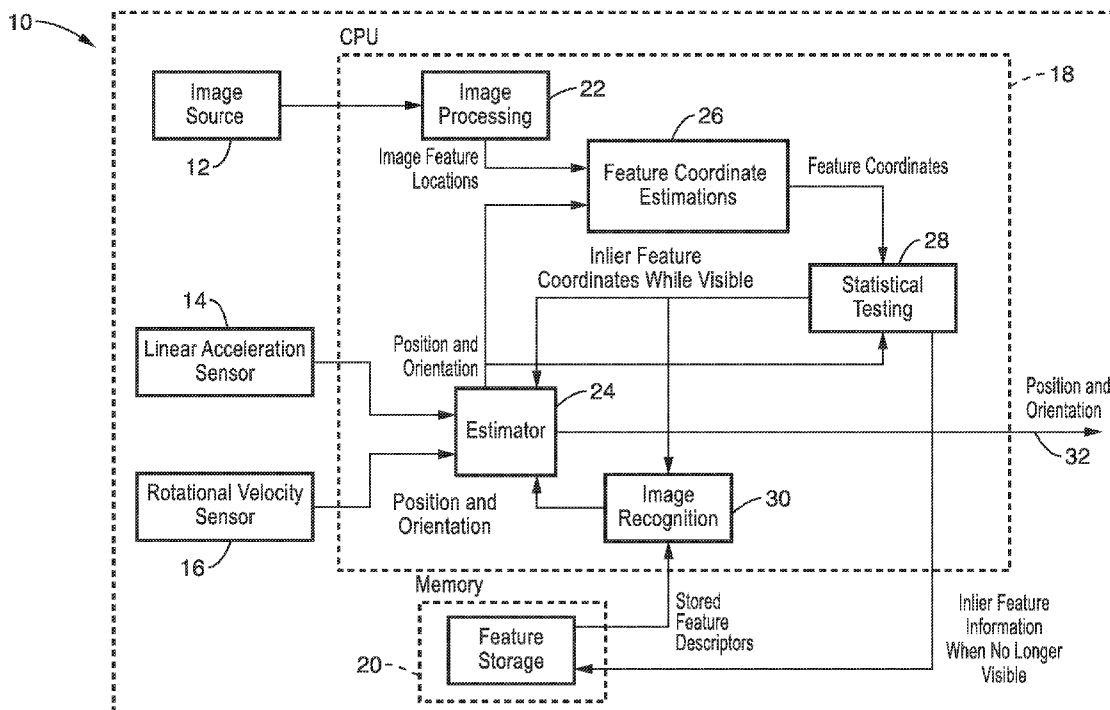 10
CPU
18
Image
Source
12
Image
Processing
22
Image Feature
Locations
26
Feature Coordinate
Estimations
Feature Coordinates
28
Statistical
Testing
Inlier Feature
Coordinates While Visible
14
Linear Acceleration
Sensor
Position and
Orientation
24
Estimator
Position and
Orientation
32
Rotational Velocity
Sensor
16
Position and
Orientation
Image
Recognition
30
Memory
20
Feature
Storage
Stored
Feature
Descriptors
Inlier Feature
Information
When No Longer
Visible